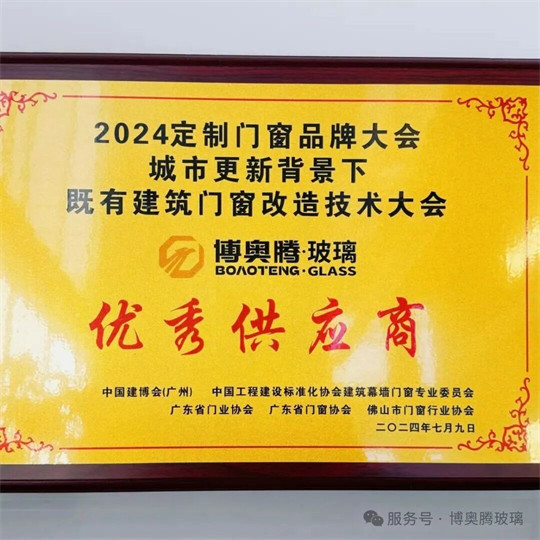 2024定制门窗品牌大会
城市更新背景下
既有建筑门窗改造技术大会
博奥腾·玻璃
BOAOTENG·GLASS
优秀供应商
中国建博会(广州) 中国工程建设标准化协会建筑幕墙门窗专业委员会
广东省门业协会 广东省门窗协会 佛山市门窗行业协会
二〇二四年七月九日
服务号·博奥腾玻璃